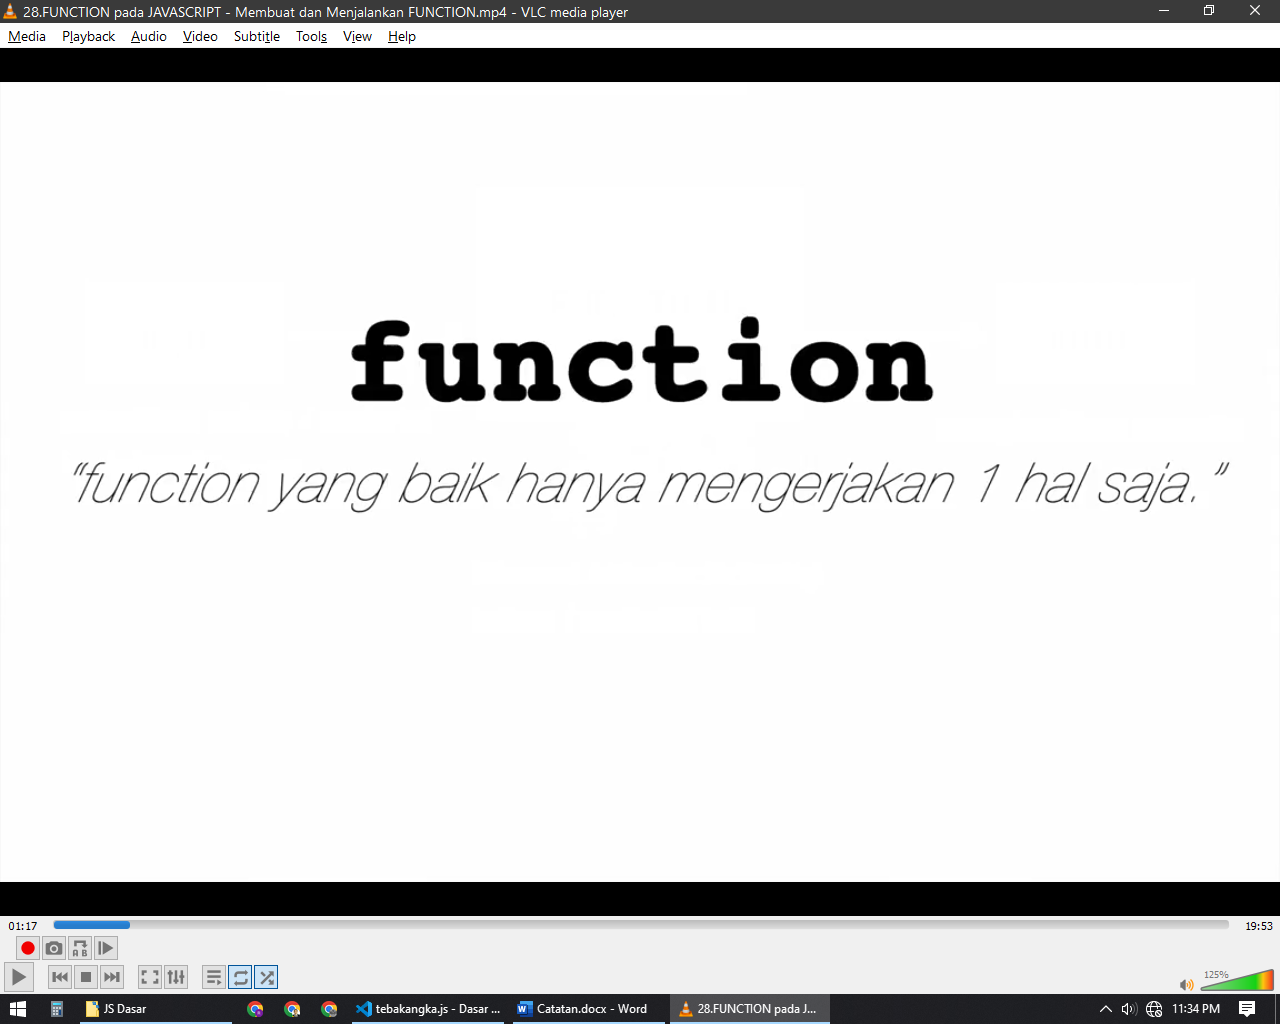 28.FUNCTION pada JAVASCRIPT - Membuat dan Menjalankan FUNCTION.mp4 - VLC media player
Media Playback Audio Video Subtitle Tools View Help
function
“function yang baik hanya mengerjakan 1 hal saja.”
01:17 19:53
A B
125%
JS Dasar tebakangka.js - Dasar ... Catatan.docx - Word 28.FUNCTION pada J... 11:34 PM